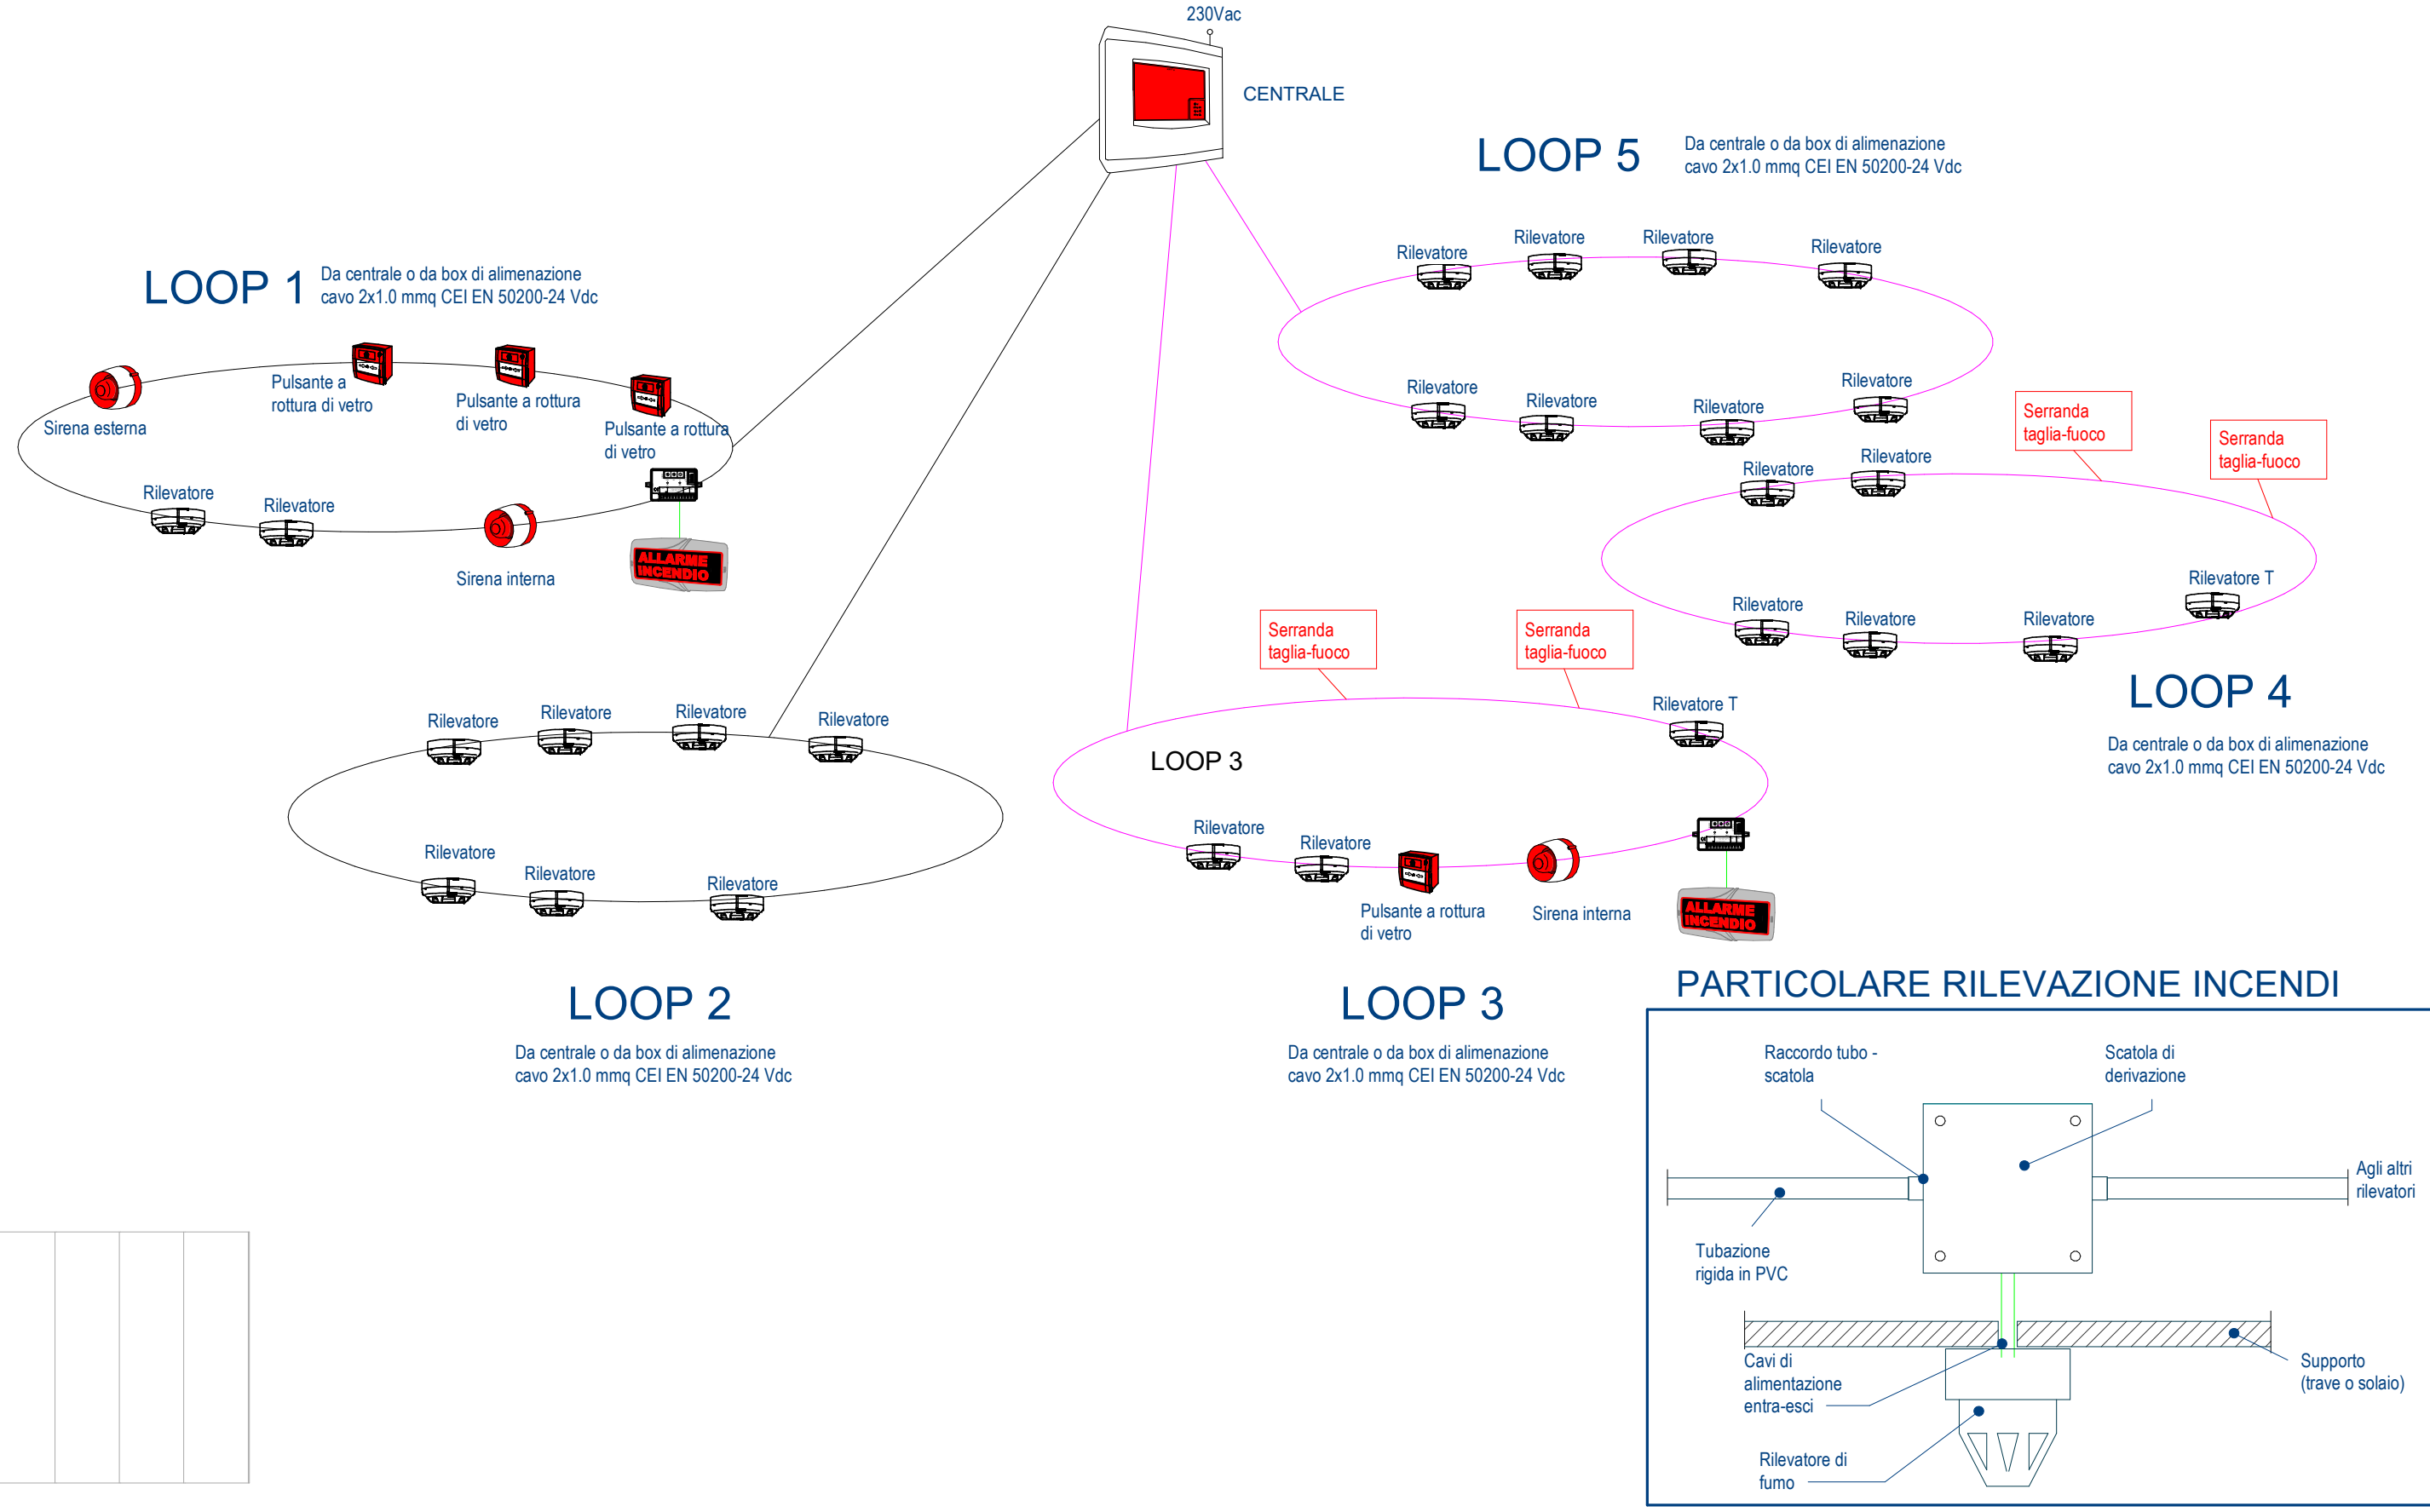 230Vac
CENTRALE
LOOP 5
Da centrale o da box di alimenazione
cavo 2x1.0 mmq CEI EN 50200-24 Vdc
Rilevatore
Rilevatore
Rilevatore
Rilevatore
Rilevatore
Rilevatore
Rilevatore
Rilevatore
LOOP 1
Da centrale o da box di alimenazione
cavo 2x1.0 mmq CEI EN 50200-24 Vdc
Sirena esterna
Pulsante a
rottura di vetro
Pulsante a rottura
di vetro
Pulsante a rottura
di vetro
Rilevatore
Rilevatore
Sirena interna
ALLARME
INCENDIO
Serranda
taglia-fuoco
Serranda
taglia-fuoco
Rilevatore
Rilevatore
Rilevatore T
Rilevatore
Rilevatore
Rilevatore
LOOP 4
Da centrale o da box di alimenazione
cavo 2x1.0 mmq CEI EN 50200-24 Vdc
Rilevatore
Rilevatore
Rilevatore
Rilevatore
Rilevatore
Rilevatore
Rilevatore
LOOP 2
Da centrale o da box di alimenazione
cavo 2x1.0 mmq CEI EN 50200-24 Vdc
Serranda
taglia-fuoco
Serranda
taglia-fuoco
Rilevatore T
LOOP 3
Rilevatore
Rilevatore
Pulsante a rottura
di vetro
Sirena interna
ALLARME
INCENDIO
LOOP 3
Da centrale o da box di alimenazione
cavo 2x1.0 mmq CEI EN 50200-24 Vdc
PARTICOLARE RILEVAZIONE INCENDI
Raccordo tubo -
scatola
Scatola di
derivazione
Agli altri
rilevatori
Tubazione
rigida in PVC
Cavi di
alimentazione
entra-esci
Supporto
(trave o solaio)
Rilevatore di
fumo